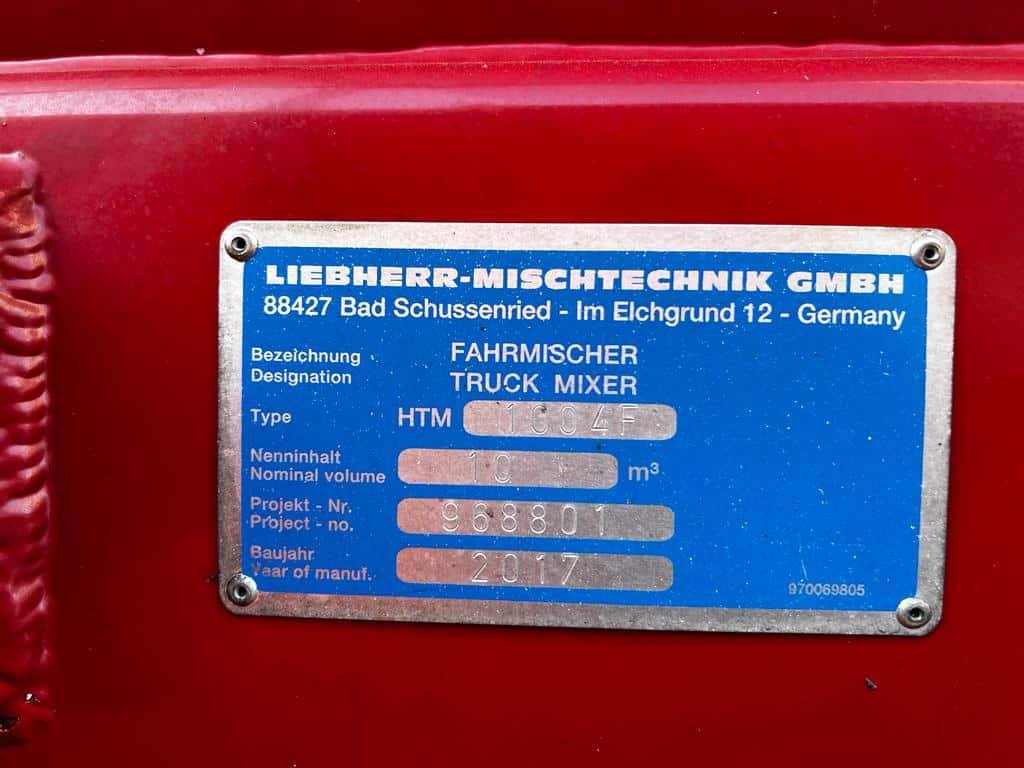 LIEBHERR-MISCHTECHNIK GMBH
88427 Bad Schussenried - Im Elchgrund 12 - Germany
Bezeichnung FAHRMISCHER
Designation TRUCK MIXER
Type HTM 1004F
Nenninhalt
Nominal volume 10 m³
Projekt - Nr.
Project - no. 968801
Baujahr
Year of manuf. 2017
970069805